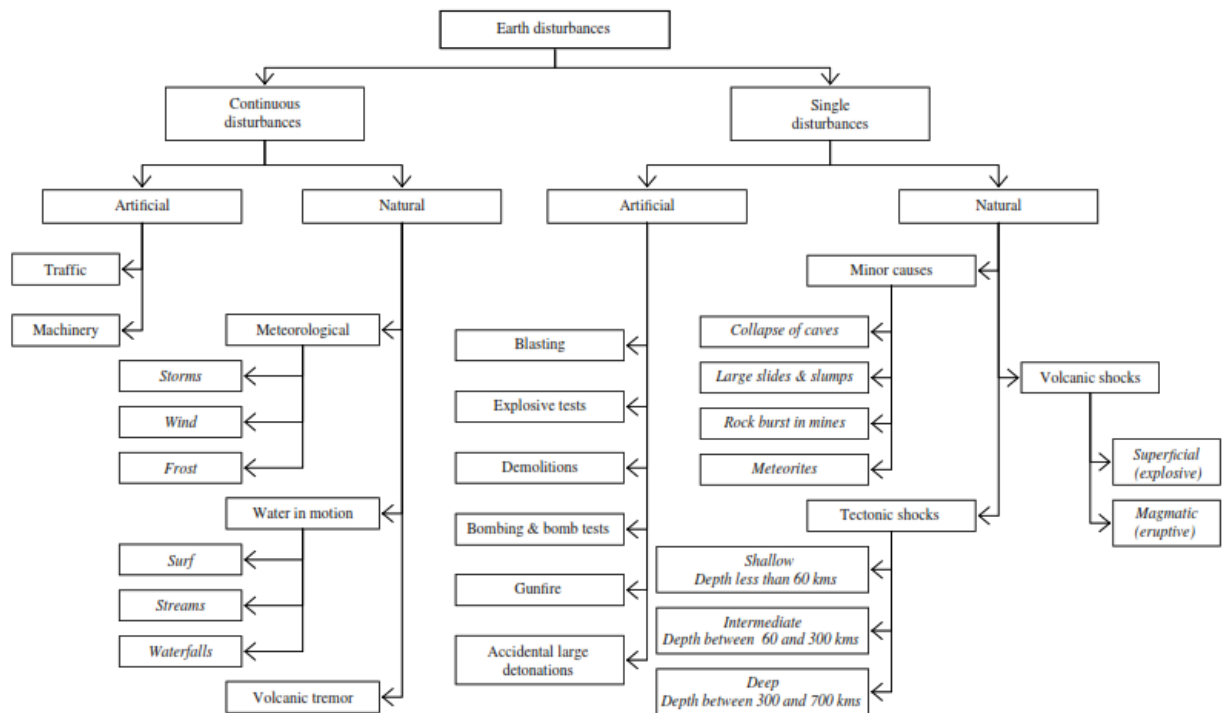 Earth disturbances
Continuous
disturbances
Single
disturbances
Artificial
Natural
Artificial
Natural
Traffic
Machinery
Meteorological
Storms
Wind
Frost
Water in motion
Surf
Streams
Waterfalls
Volcanic tremor
Blasting
Explosive tests
Demolitions
Bombing & bomb tests
Gunfire
Accidental large
detonations
Minor causes
Collapse of caves
Large slides & slumps
Rock burst in mines
Meteorites
Tectonic shocks
Shallow
Depth less than 60 kms
Intermediate
Depth between 60 and 300 kms
Deep
Depth between 300 and 700 kms
Volcanic shocks
Superficial
(explosive)
Magmatic
(eruptive)